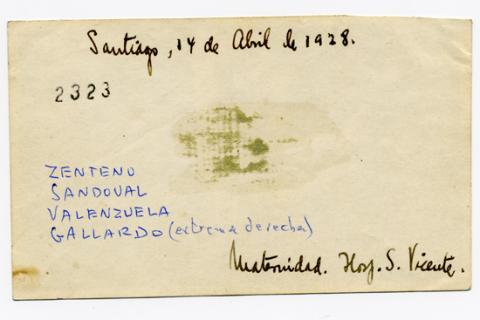 Santiago, 14 de Abril de 1928.
2323
ZENTENO
SANDOVAL
VALENZUELA
GALLARDO (extrema derecha)
Maternidad. Hosp. S. Vicente.